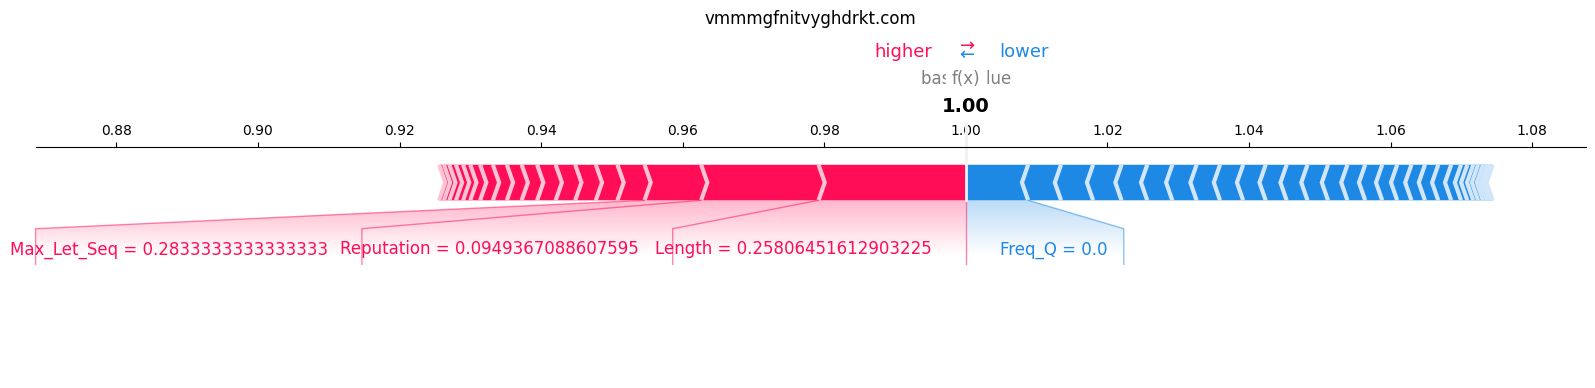 vmmmgfnitvyghdrkt.com
higher ⇄ lower
f(x)
1.00
0.88 0.90 0.92 0.94 0.96 0.98 1.00 1.02 1.04 1.06 1.08
Max_Let_Seq = 0.2833333333333333 Reputation = 0.0949367088607595 Length = 0.25806451612903225 Freq_Q = 0.0